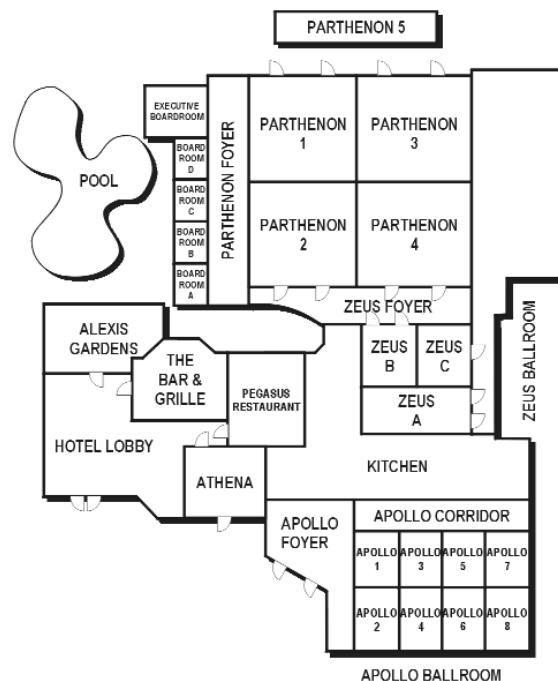 PARTHENON 5
EXECUTIVE
BOARDROOM
PARTHENON
1
PARTHENON
3
BOARD
ROOM
D
POOL
PARTHENON FOYER
BOARD
ROOM
C
BOARD
ROOM
B
PARTHENON
2
PARTHENON
4
BOARD
ROOM
A
ZEUS FOYER
ALEXIS
GARDENS
THE
BAR &
GRILLE
ZEUS
B
ZEUS
C
ZEUS BALLROOM
PEGASUS
RESTAURANT
ZEUS
A
HOTEL LOBBY
KITCHEN
ATHENA
APOLLO
FOYER
APOLLO CORRIDOR
APOLLO
1
APOLLO
3
APOLLO
5
APOLLO
7
APOLLO
2
APOLLO
4
APOLLO
6
APOLLO
8
APOLLO BALLROOM